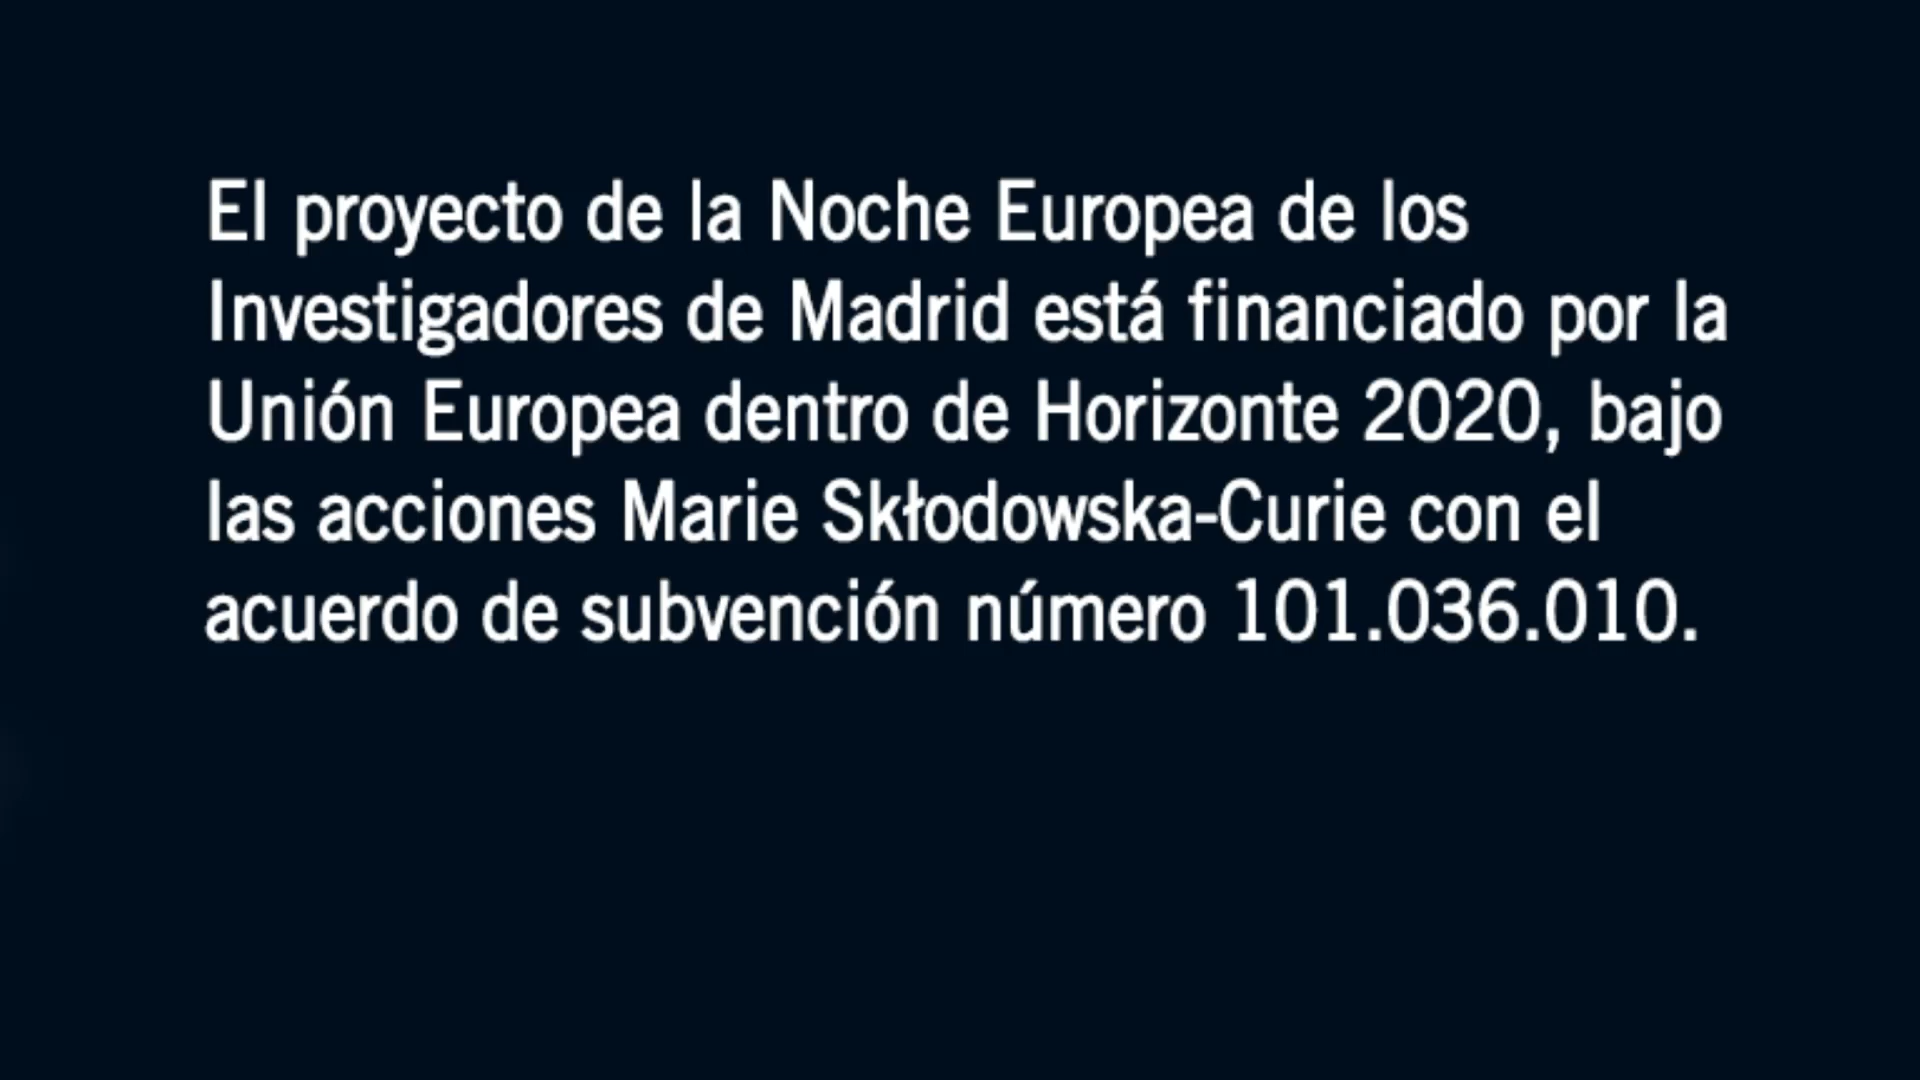 El proyecto de la Noche Europea de los
Investigadores de Madrid está financiado por la
Unión Europea dentro de Horizonte 2020, bajo
las acciones Marie Skłodowska-Curie con el
acuerdo de subvención número 101.036.010.